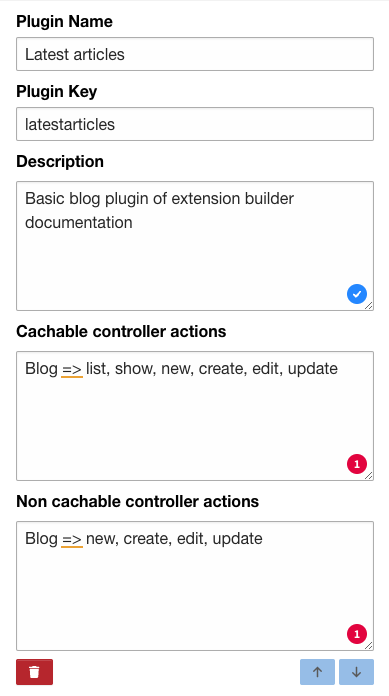 Plugin Name
Latest articles
Plugin Key
latestarticles
Description
Basic blog plugin of extension builder
documentation
Cachable controller actions
Blog => list, show, new, create, edit, update
1
Non cachable controller actions
Blog => new, create, edit, update
1